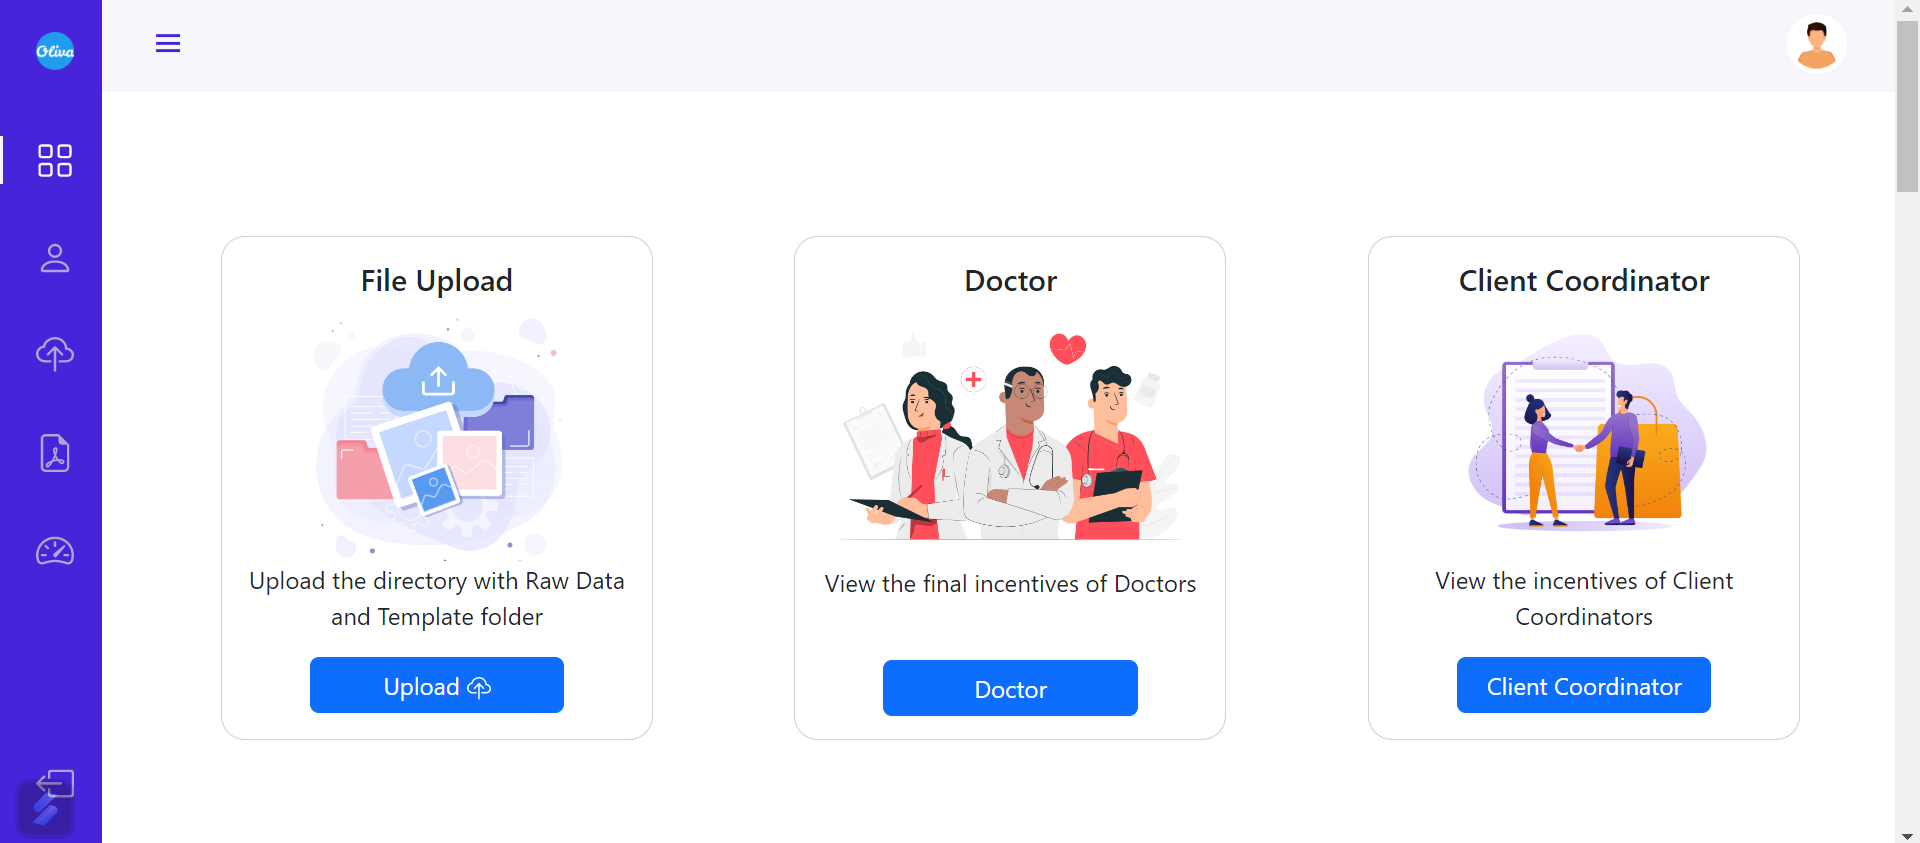 Oliva
File Upload
Upload the directory with Raw Data
and Template folder
Upload
Doctor
View the final incentives of Doctors
Doctor
Client Coordinator
View the incentives of Client
Coordinators
Client Coordinator